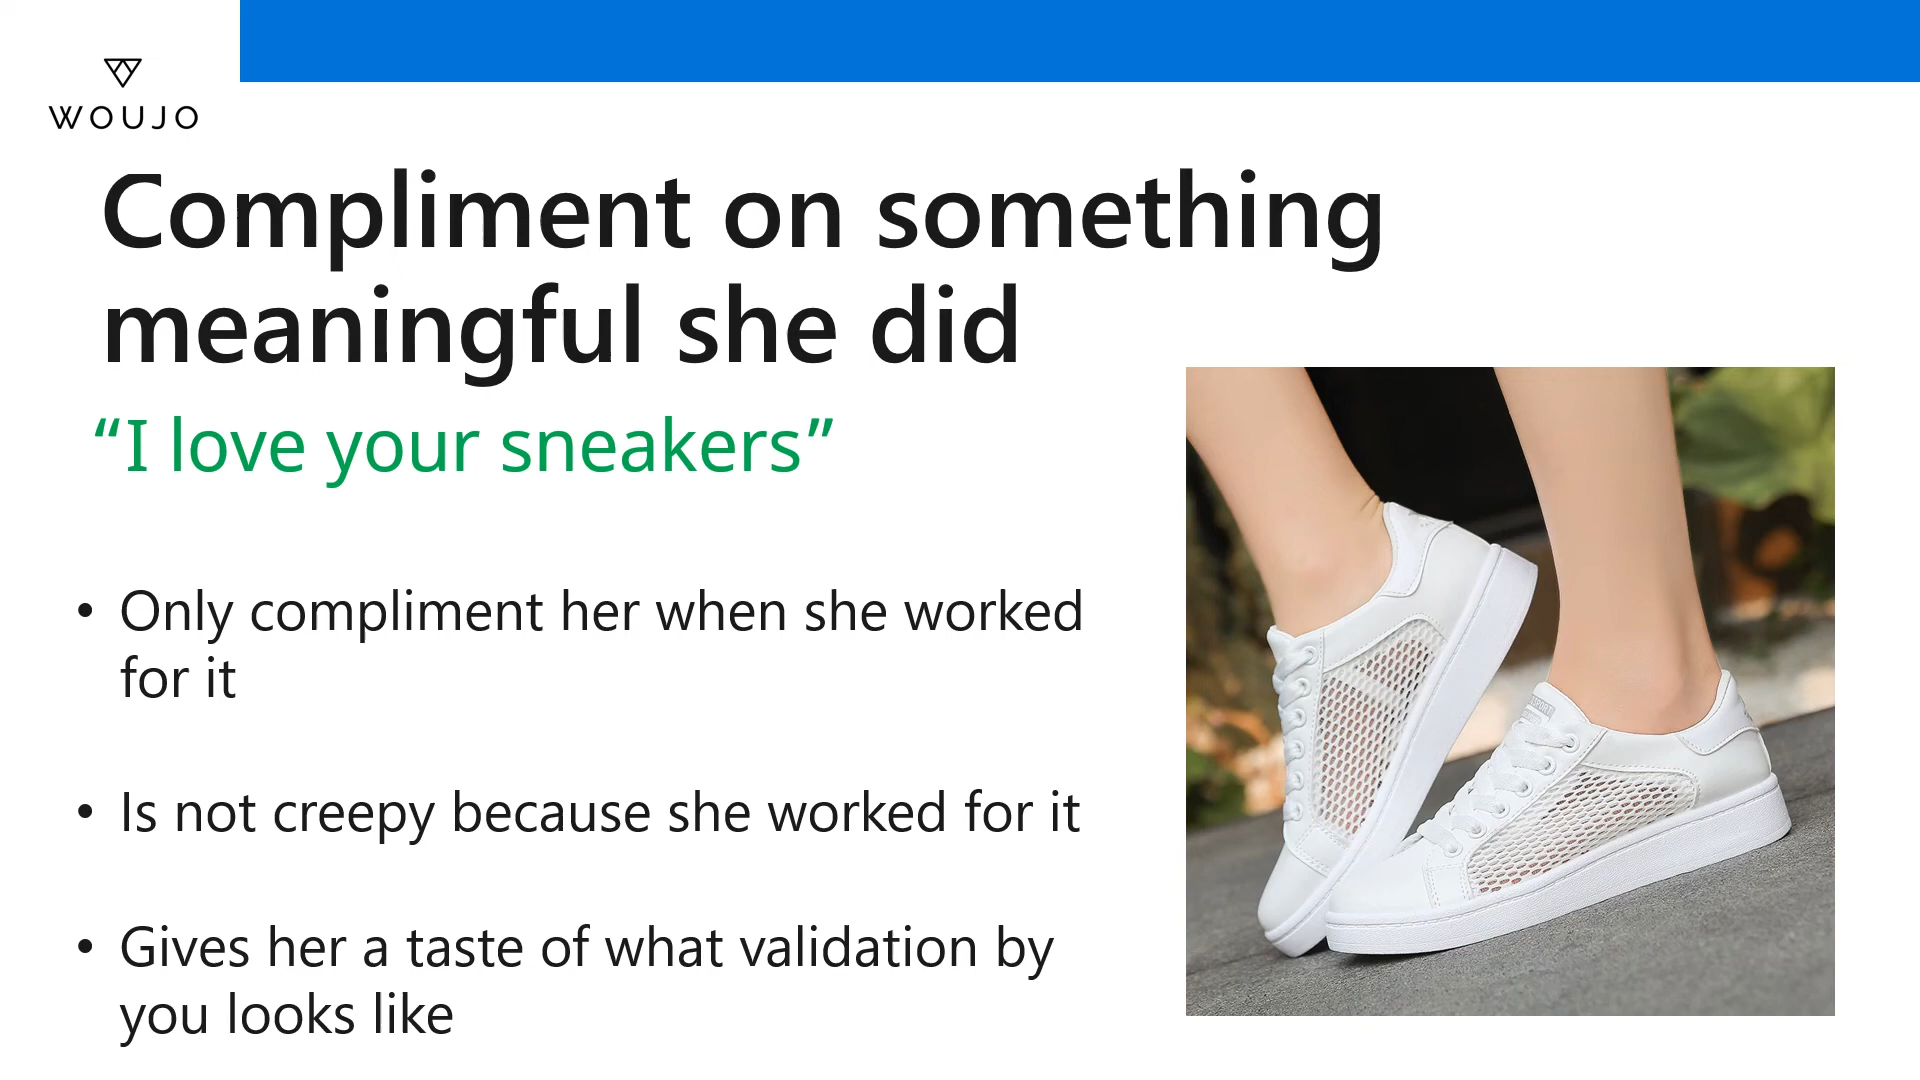 WOUJO
Compliment on something
meaningful she did
“I love your sneakers”
• Only compliment her when she worked
for it
• Is not creepy because she worked for it
• Gives her a taste of what validation by
you looks like